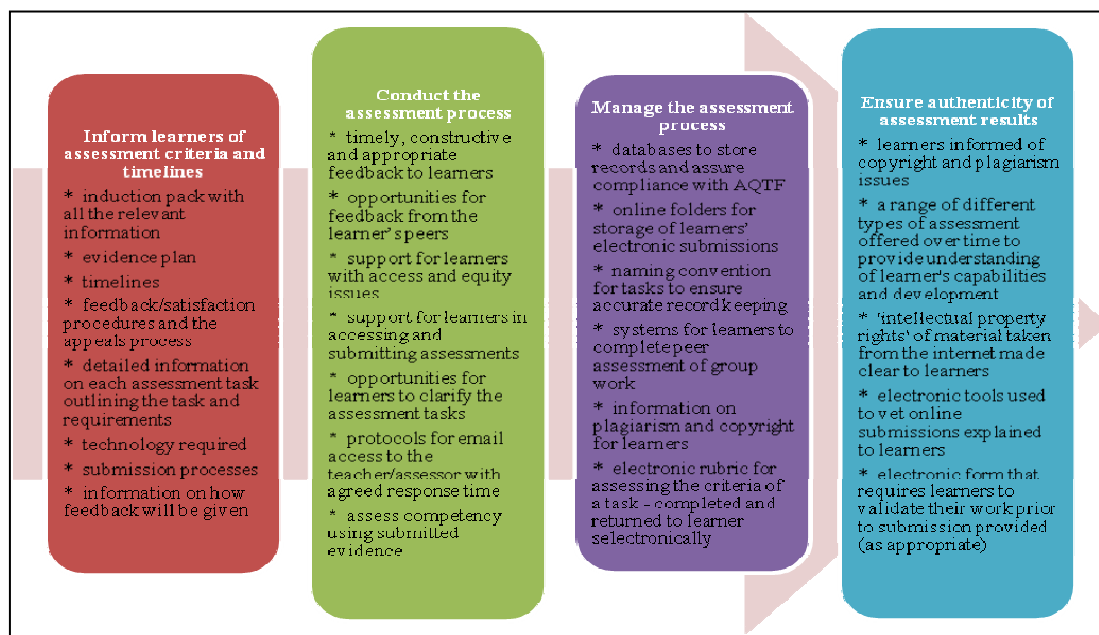 Inform learners of
assessment criteria and
timelines
* induction pack with
all the relevant
information
* evidence plan
* timelines
* feedback/satisfaction
procedures and the
appeals process
* detailed information
on each assessment task
outlining the task and
requirements
* technology required
* submission processes
* information on how
feedback will be given
Conduct the
assessment process
* timely, constructive
and appropriate
feedback to learners
* opportunities for
feedback from the
learner's peers
* support for learners
with access and equity
issues
* support for learners in
accessing and
submitting assessments
* opportunities for
learners to clarify the
assessment tasks
* protocols for email
access to the
teacher/assessor with
agreed response time
* assess competency
using submitted
evidence
Manage the assessment
process
* databases to store
records and assure
compliance with AQTF
* online folders for
storage of learners'
electronic submissions
* naming convention
for tasks to ensure
accurate record keeping
* systems for learners to
complete peer
assessment of group
work
* information on
plagiarism and copyright
for learners
* electronic rubric for
assessing the criteria of
a task - completed and
returned to learner
selectronically
Ensure authenticity of
assessment results
* learners informed of
copyright and plagiarism
issues
* a range of different
types of assessment
offered over time to
provide understanding
of learner's capabilities
and development
* 'intellectual property
rights' of material taken
from the internet made
clear to learners
* electronic tools used
to vet online
submissions explained
to learners
* electronic form that
requires learners to
validate their work prior
to submission provided
(as appropriate)